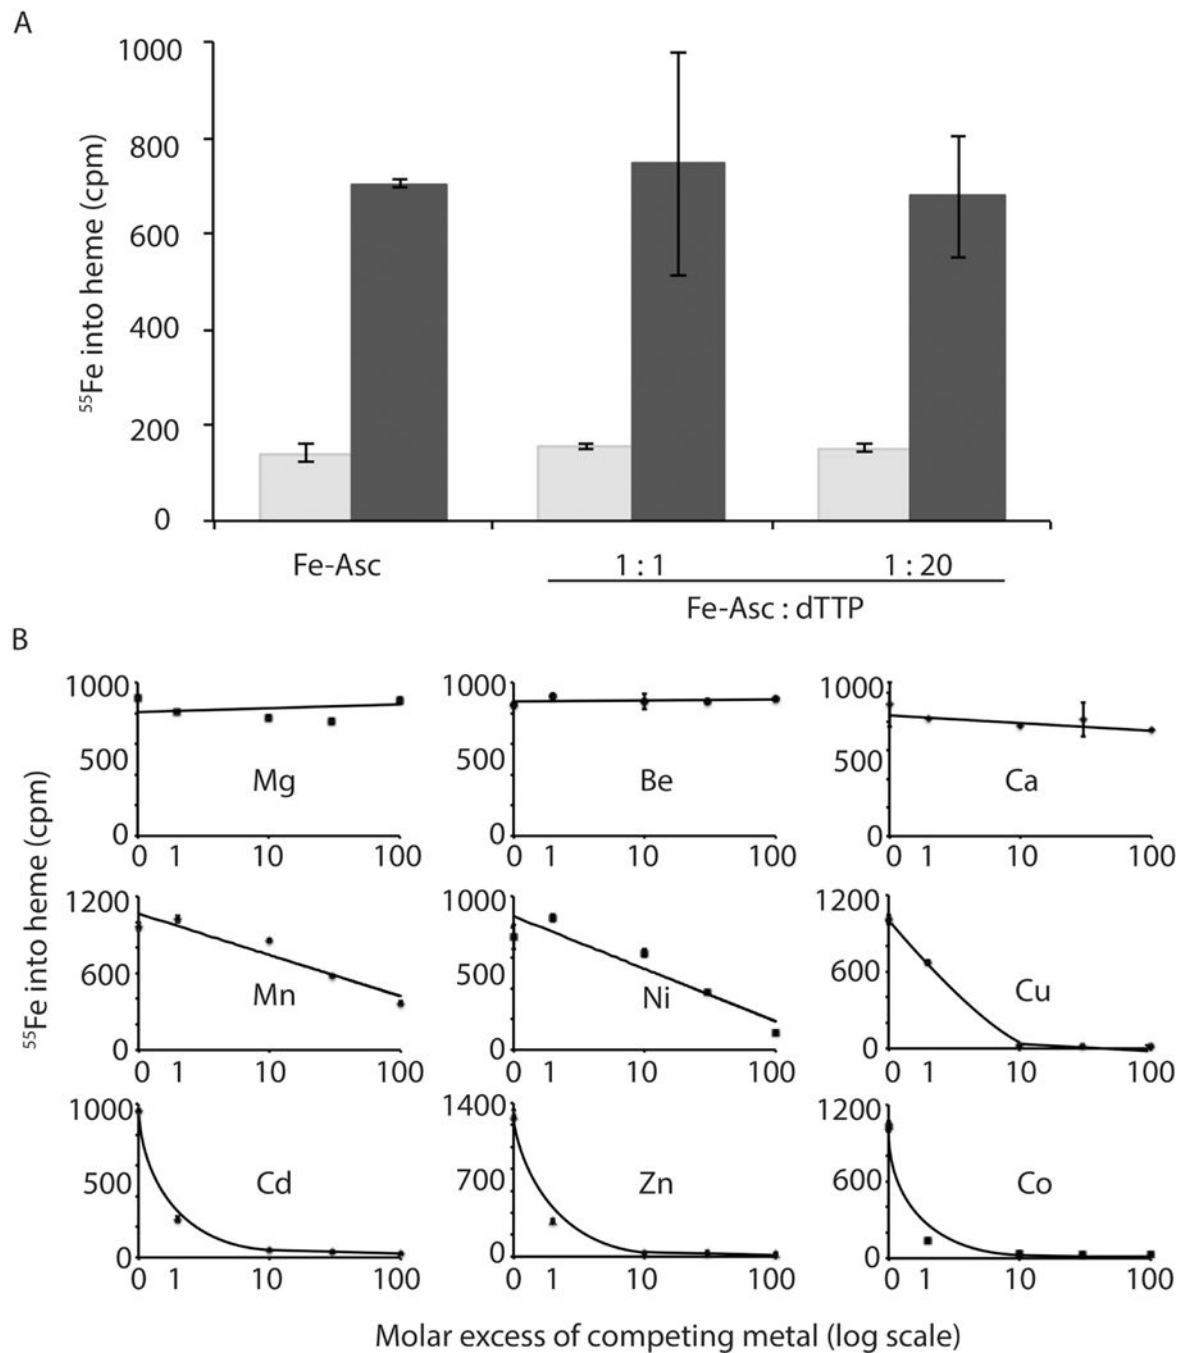 A
⁵⁵Fe into heme (cpm)
1000
800
600
400
200
0
Fe-Asc
1 : 1
1 : 20
Fe-Asc : dTTP
B
⁵⁵Fe into heme (cpm)
1000
500
0
Mg
0 1 10 100
1000
500
0
Be
0 1 10 100
1000
500
0
Ca
0 1 10 100
1200
600
0
Mn
0 1 10 100
1000
500
0
Ni
0 1 10 100
1200
600
0
Cu
0 1 10 100
1000
500
0
Cd
0 1 10 100
1400
700
0
Zn
0 1 10 100
1200
600
0
Co
0 1 10 100
Molar excess of competing metal (log scale)